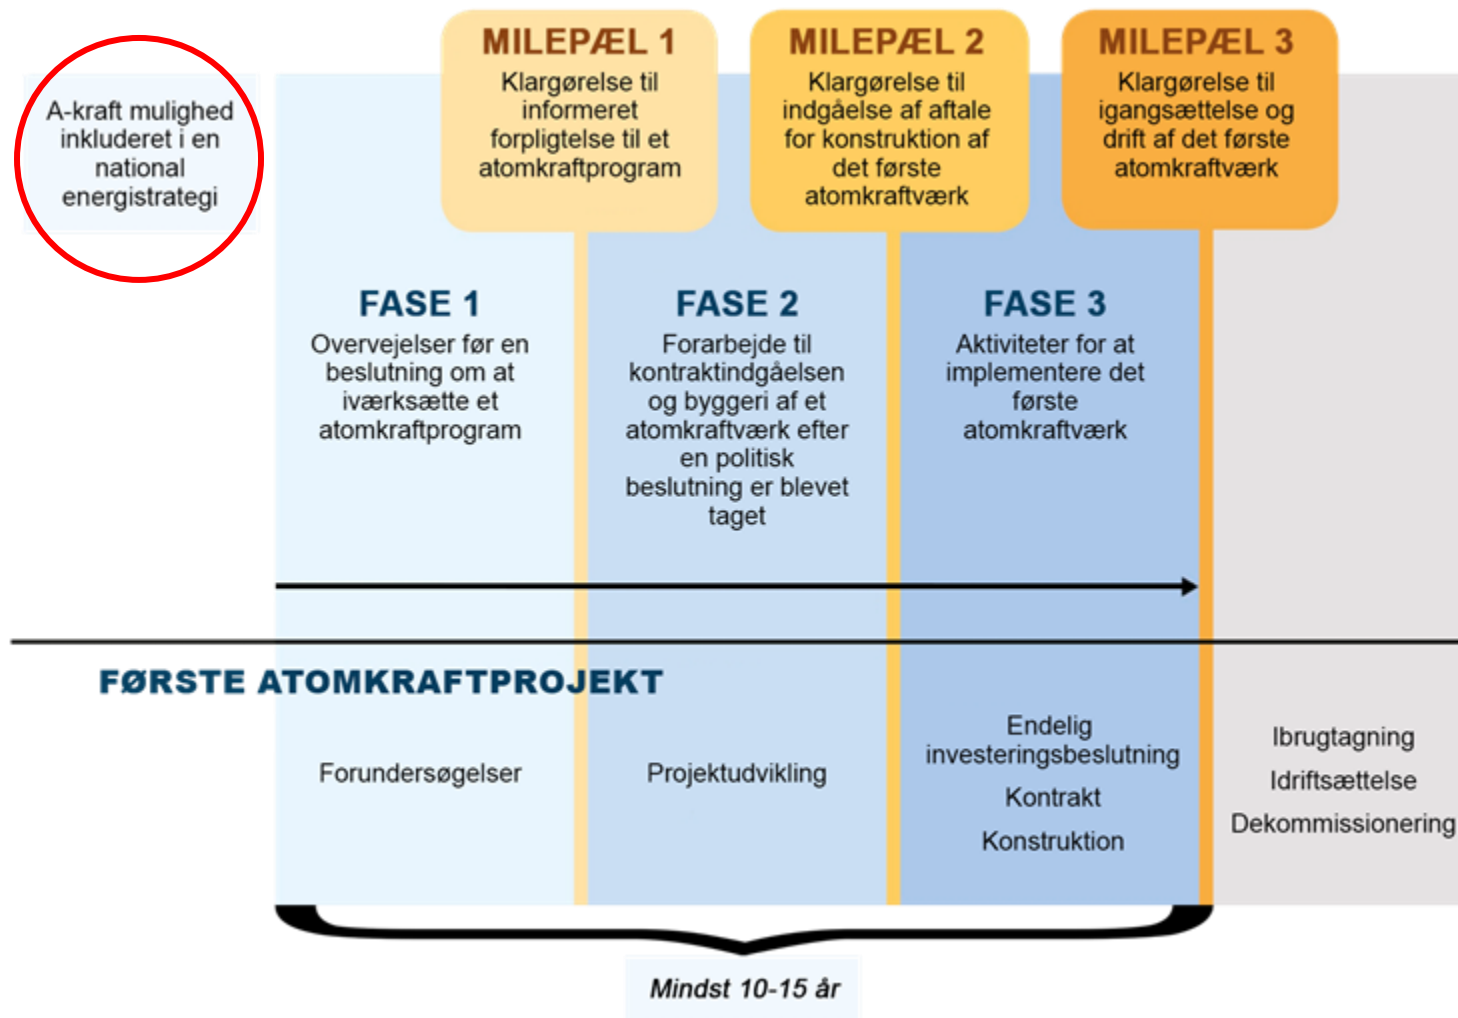 A-kraft mulighed
inkluderet i en
national
energistrategi
MILEPÆL 1
Klargørelse til
informeret
forpligtelse til et
atomkraftprogram
MILEPÆL 2
Klargørelse til
indgåelse af aftale
for konstruktion af
det første
atomkraftværk
MILEPÆL 3
Klargørelse til
igangsættelse og
drift af det første
atomkraftværk
FASE 1
Overvejelser før en
beslutning om at
iværksætte et
atomkraftprogram
FASE 2
Forarbejde til
kontraktindgåelsen
og byggeri af et
atomkraftværk efter
en politisk
beslutning er blevet
taget
FASE 3
Aktiviteter for at
implementere det
første
atomkraftværk
FØRSTE ATOMKRAFTPROJEKT
Forundersøgelser
Projektudvikling
Endelig
investeringsbeslutning
Kontrakt
Konstruktion
Ibrugtagning
Idriftsættelse
Dekommissionering
Mindst 10-15 år